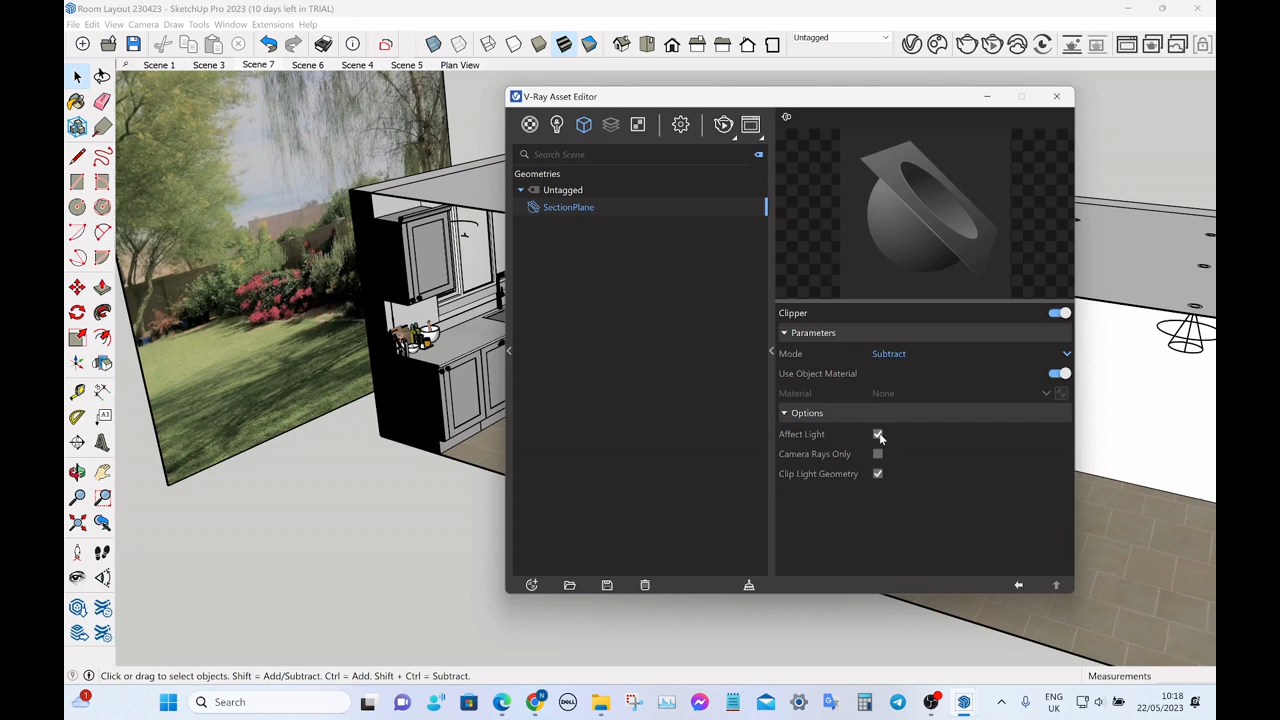 Room Layout 230423 - SketchUp Pro 2023 (10 days left in TRIAL)
File Edit View Camera Draw Tools Window Extensions Help
Untagged
Scene 1 Scene 3 Scene 7 Scene 6 Scene 4 Scene 5 Plan View
V-Ray Asset Editor
Search Scene
Geometries
Untagged
SectionPlane
Clipper
Parameters
Mode Subtract
Use Object Material
Material None
Options
Affect Light
Camera Rays Only
Clip Light Geometry
A1
Click or drag to select objects. Shift = Add/Subtract. Ctrl = Add. Shift + Ctrl = Subtract.
Measurements
1
Search
DELL
N
ENG
UK
10:18
22/05/2023